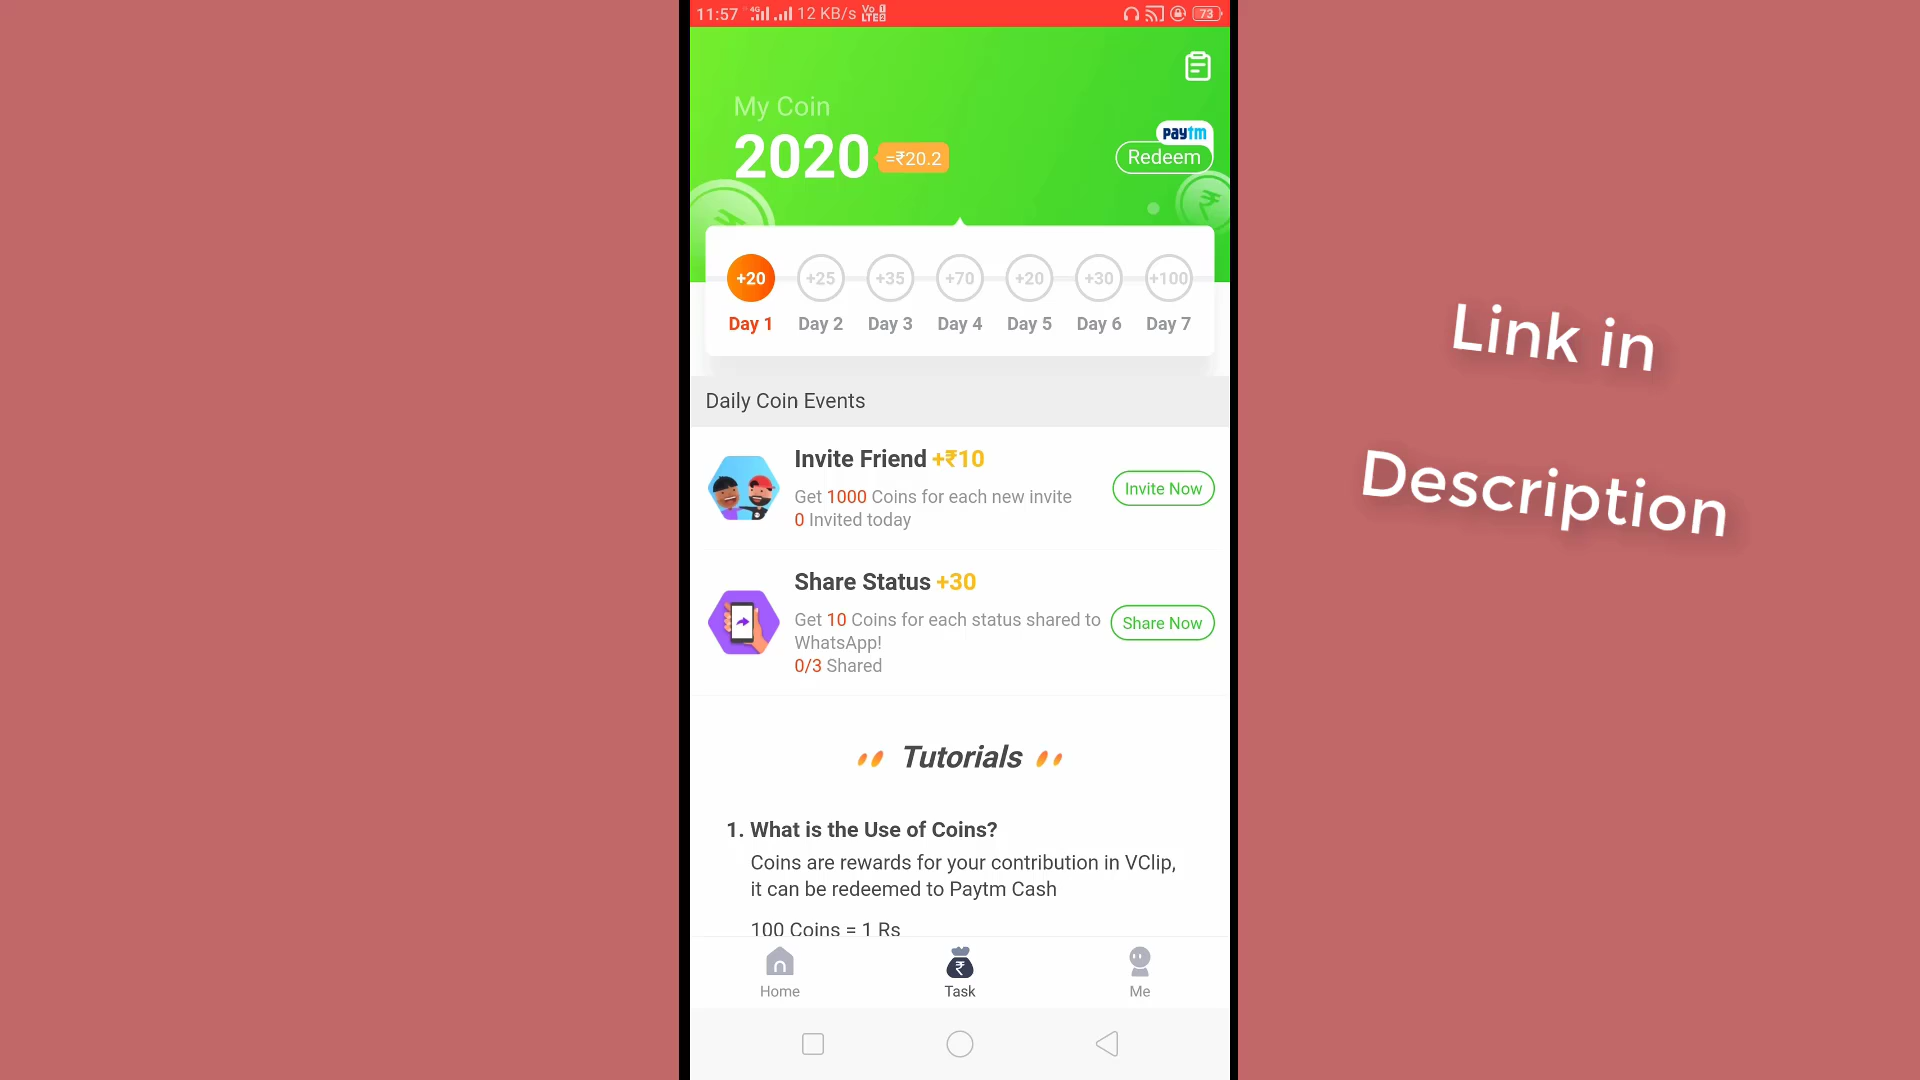 11:57 4G 12 KB/s Vo LTE2 73
My Coin
2020 =₹20.2
paytm
Redeem
+20 +25 +35 +70 +20 +30 +100
Day 1 Day 2 Day 3 Day 4 Day 5 Day 6 Day 7
Daily Coin Events
Invite Friend +₹10
Get 1000 Coins for each new invite
0 Invited today
Invite Now
Share Status +30
Get 10 Coins for each status shared to
WhatsApp!
0/3 Shared
Share Now
Tutorials
1. What is the Use of Coins?
Coins are rewards for your contribution in VClip,
it can be redeemed to Paytm Cash
100 Coins = 1 Rs
Home Task Me
Link in
Description